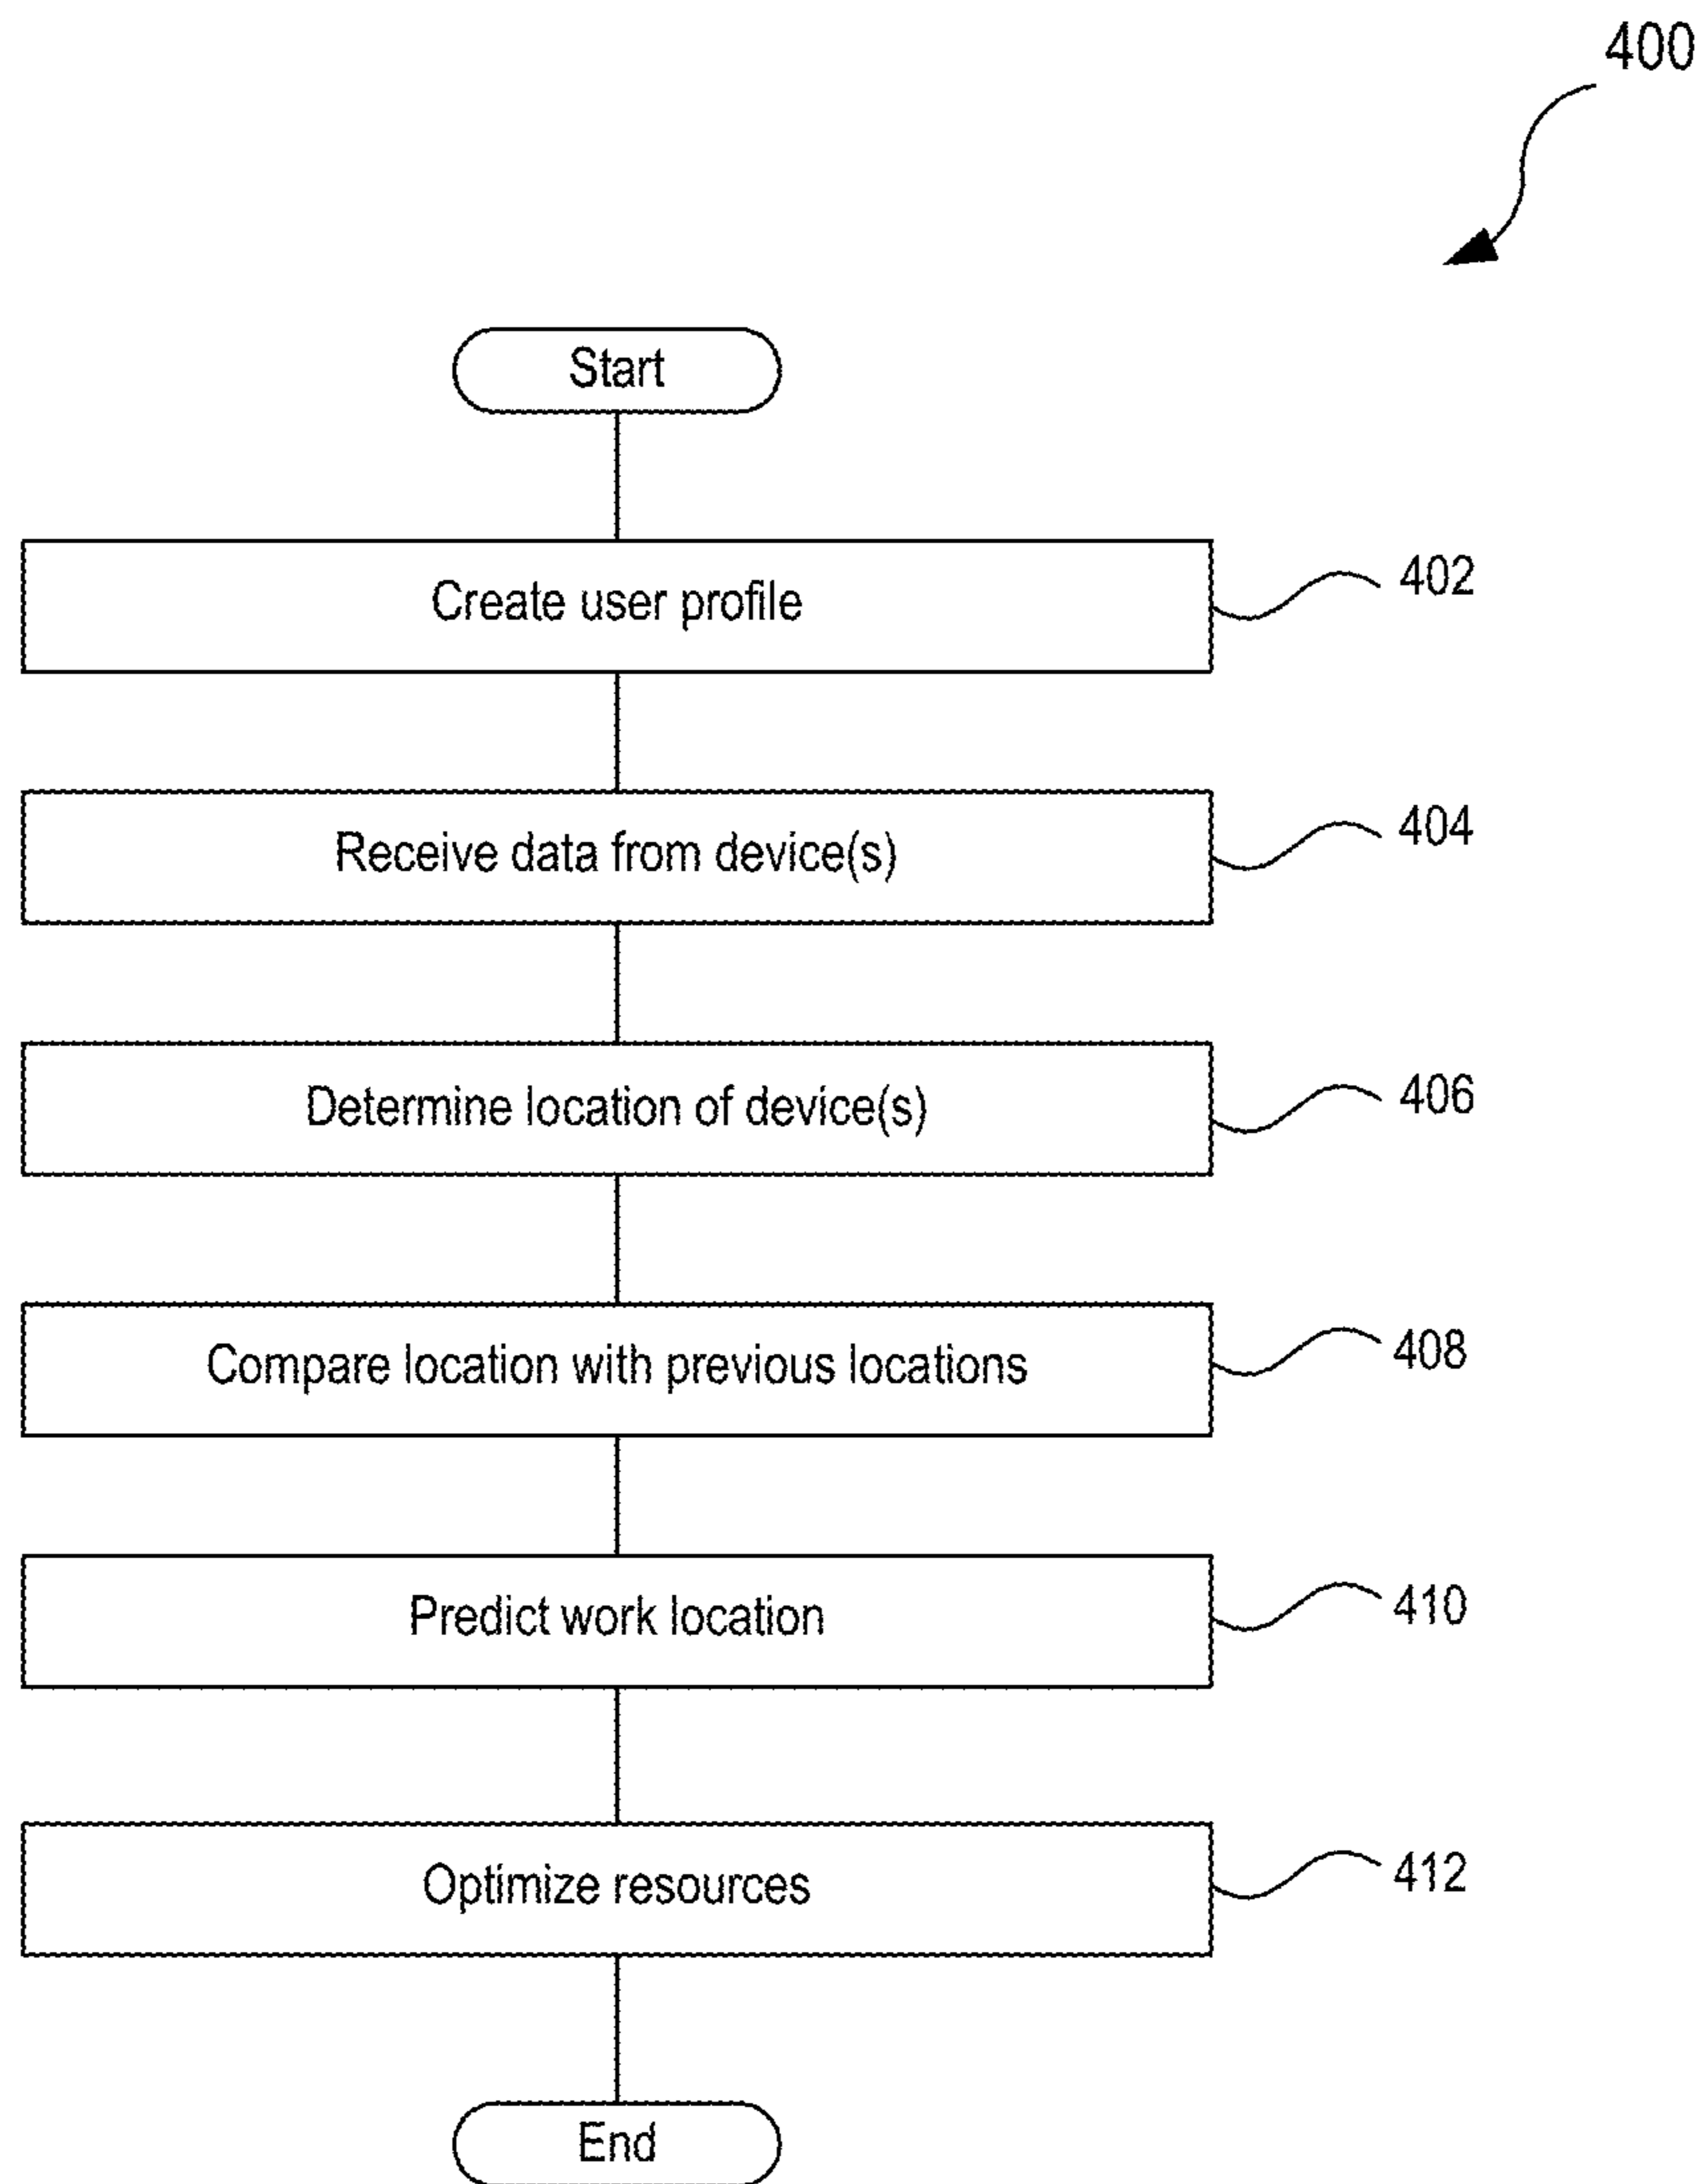 400
Start
Create user profile
402
Receive data from device(s)
404
Determine location of device(s)
406
Compare location with previous locations
408
Predict work location
410
Optimize resources
412
End